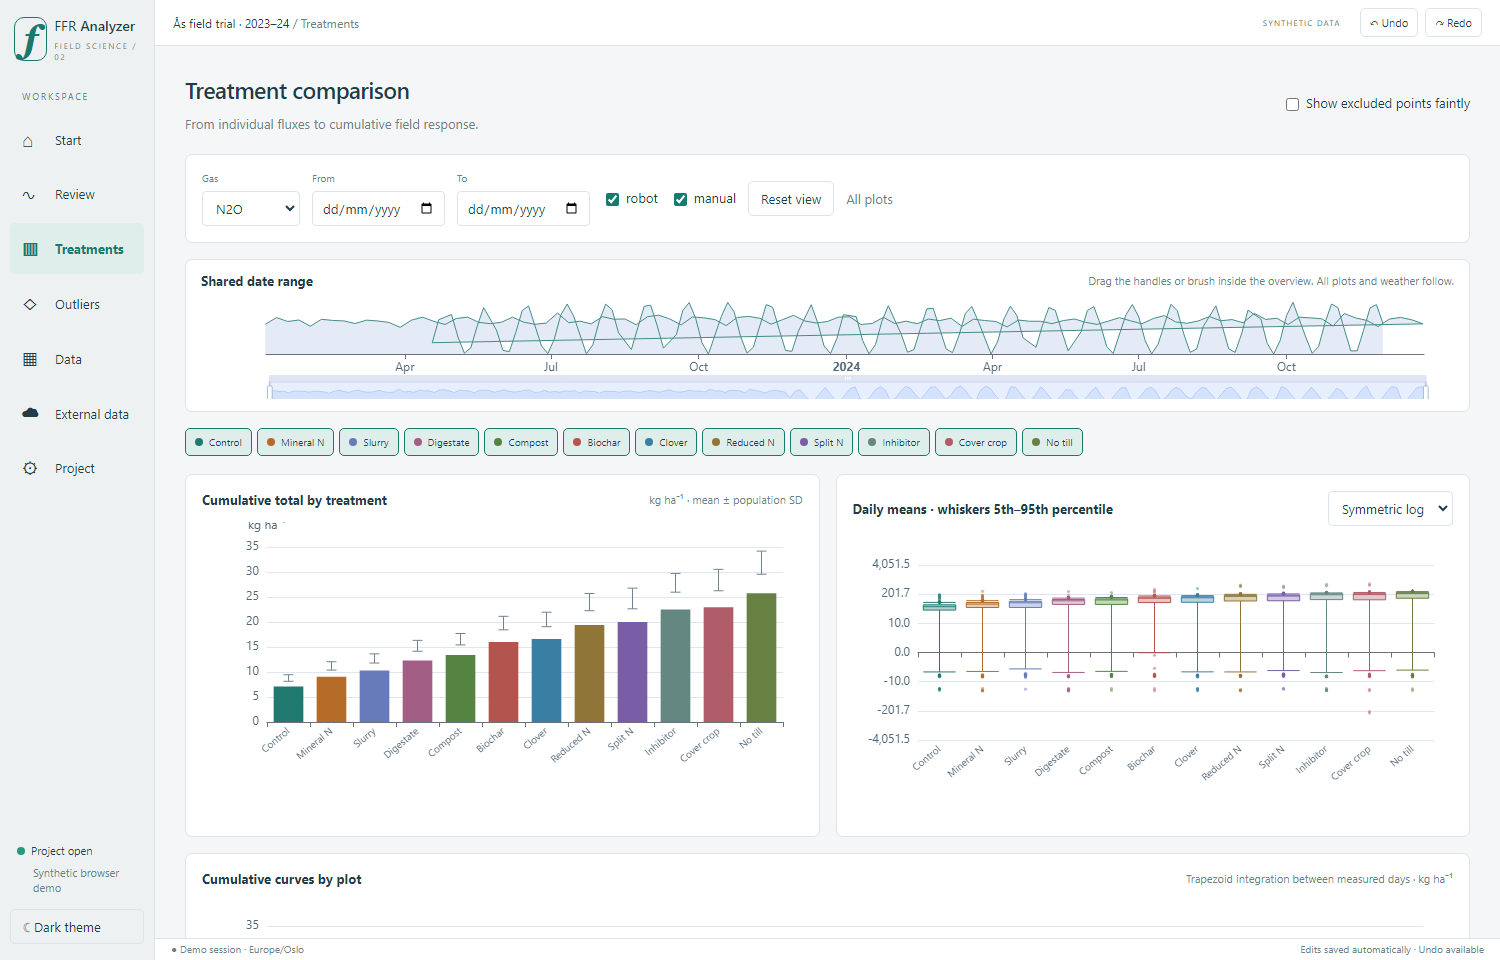 FFR Analyzer
FIELD SCIENCE /
02
WORKSPACE
Start
Review
Treatments
Outliers
Data
External data
Project
Project open
Synthetic browser
demo
Dark theme
Ås field trial · 2023–24 / Treatments
SYNTHETIC DATA
Undo
Redo
Treatment comparison
From individual fluxes to cumulative field response.
Show excluded points faintly
Gas
From
To
N2O
dd/mm/yyyy
dd/mm/yyyy
robot
manual
Reset view
All plots
Shared date range
Drag the handles or brush inside the overview. All plots and weather follow.
Apr
Jul
Oct
2024
Apr
Jul
Oct
Control
Mineral N
Slurry
Digestate
Compost
Biochar
Clover
Reduced N
Split N
Inhibitor
Cover crop
No till
Cumulative total by treatment
kg ha⁻¹ · mean ± population SD
kg ha⁻
35
30
25
20
15
10
5
0
Control
Mineral N
Slurry
Digestate
Compost
Biochar
Clover
Reduced N
Split N
Inhibitor
Cover crop
No till
Daily means · whiskers 5th–95th percentile
Symmetric log
4,051.5
201.7
10.0
0.0
-10.0
-201.7
-4,051.5
Control
Mineral N
Slurry
Digestate
Compost
Biochar
Clover
Reduced N
Split N
Inhibitor
Cover crop
No till
Cumulative curves by plot
Trapezoid integration between measured days · kg ha⁻¹
35
Demo session · Europe/Oslo
Edits saved automatically · Undo available